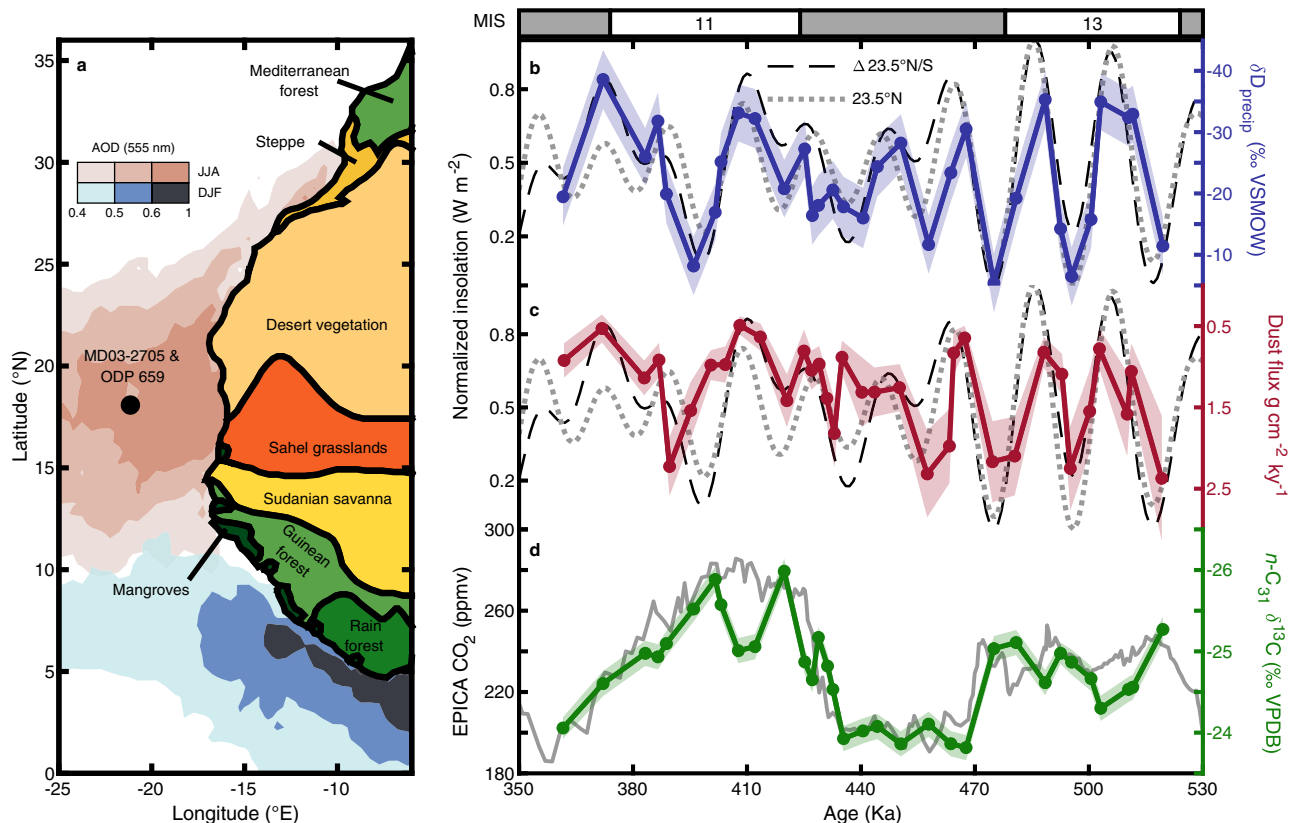 MIS
11
13
a
Mediterranean
forest
Steppe
AOD (555 nm)
JJA
DJF
0.4 0.5 0.6 1
Desert vegetation
MD03-2705 &
ODP 659
Sahel grasslands
Sudanian savanna
Guinean
forest
Mangroves
Rain
forest
Latitude (°N)
35
30
25
20
15
10
5
0
-25 -20 -15 -10
Longitude (°E)
b
Δ 23.5°N/S
23.5°N
Normalized insolation (W m⁻²)
0.8
0.5
0.2
δD precip (‰ VSMOW)
-40
-30
-20
-10
c
0.8
0.5
0.2
Dust flux g cm⁻² ky⁻¹
0.5
1.5
2.5
d
EPICA CO₂ (ppmv)
300
260
220
180
n-C₃₁ δ¹³C (‰ VPDB)
-26
-25
-24
350 380 410 440 470 500 530
Age (Ka)